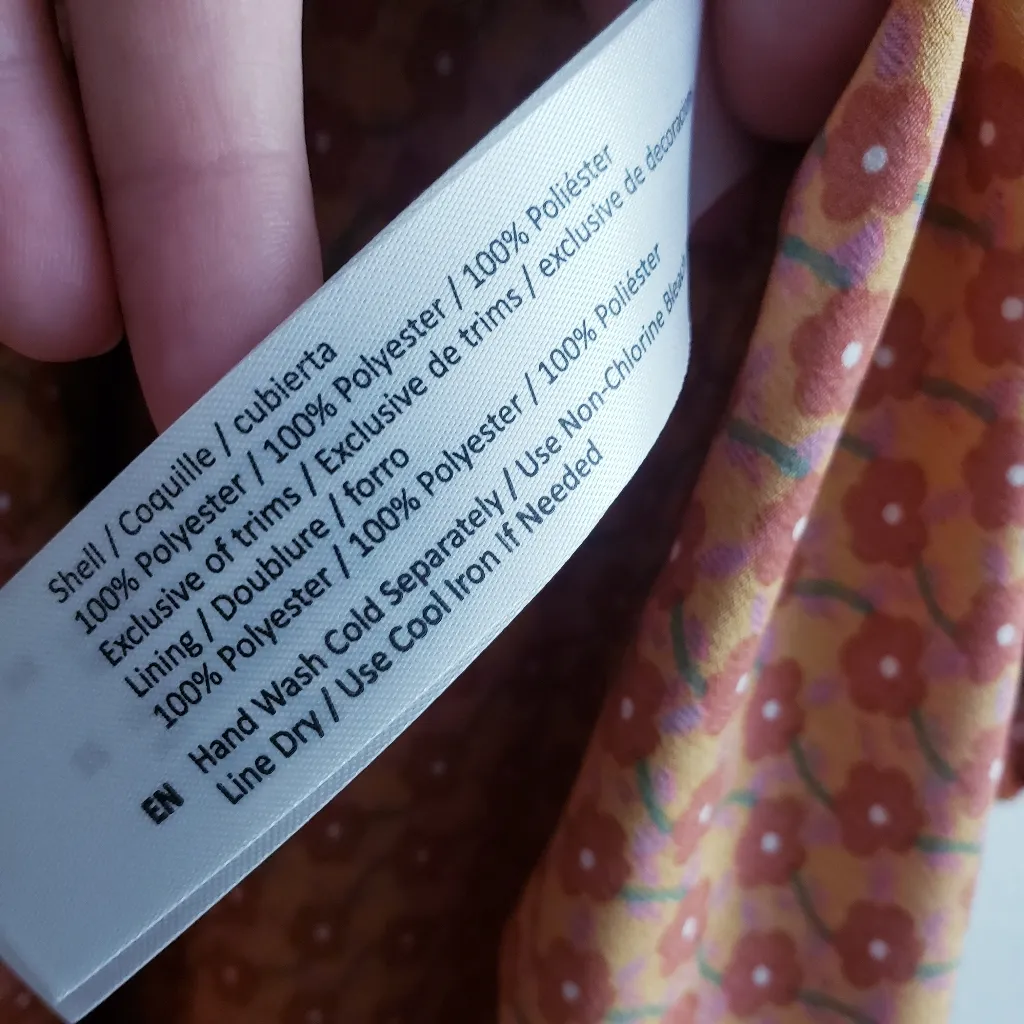 Shell / Coquille / cubierta
100% Polyester / 100% Polyester / 100% Poliéster
Exclusive of trims / Exclusive de trims / exclusive de
Lining / Doublure / forro
100% Polyester / 100% Polyester / 100% Poliéster
EN Hand Wash Cold Separately / Use Non-Chlorine
Line Dry / Use Cool Iron If Needed